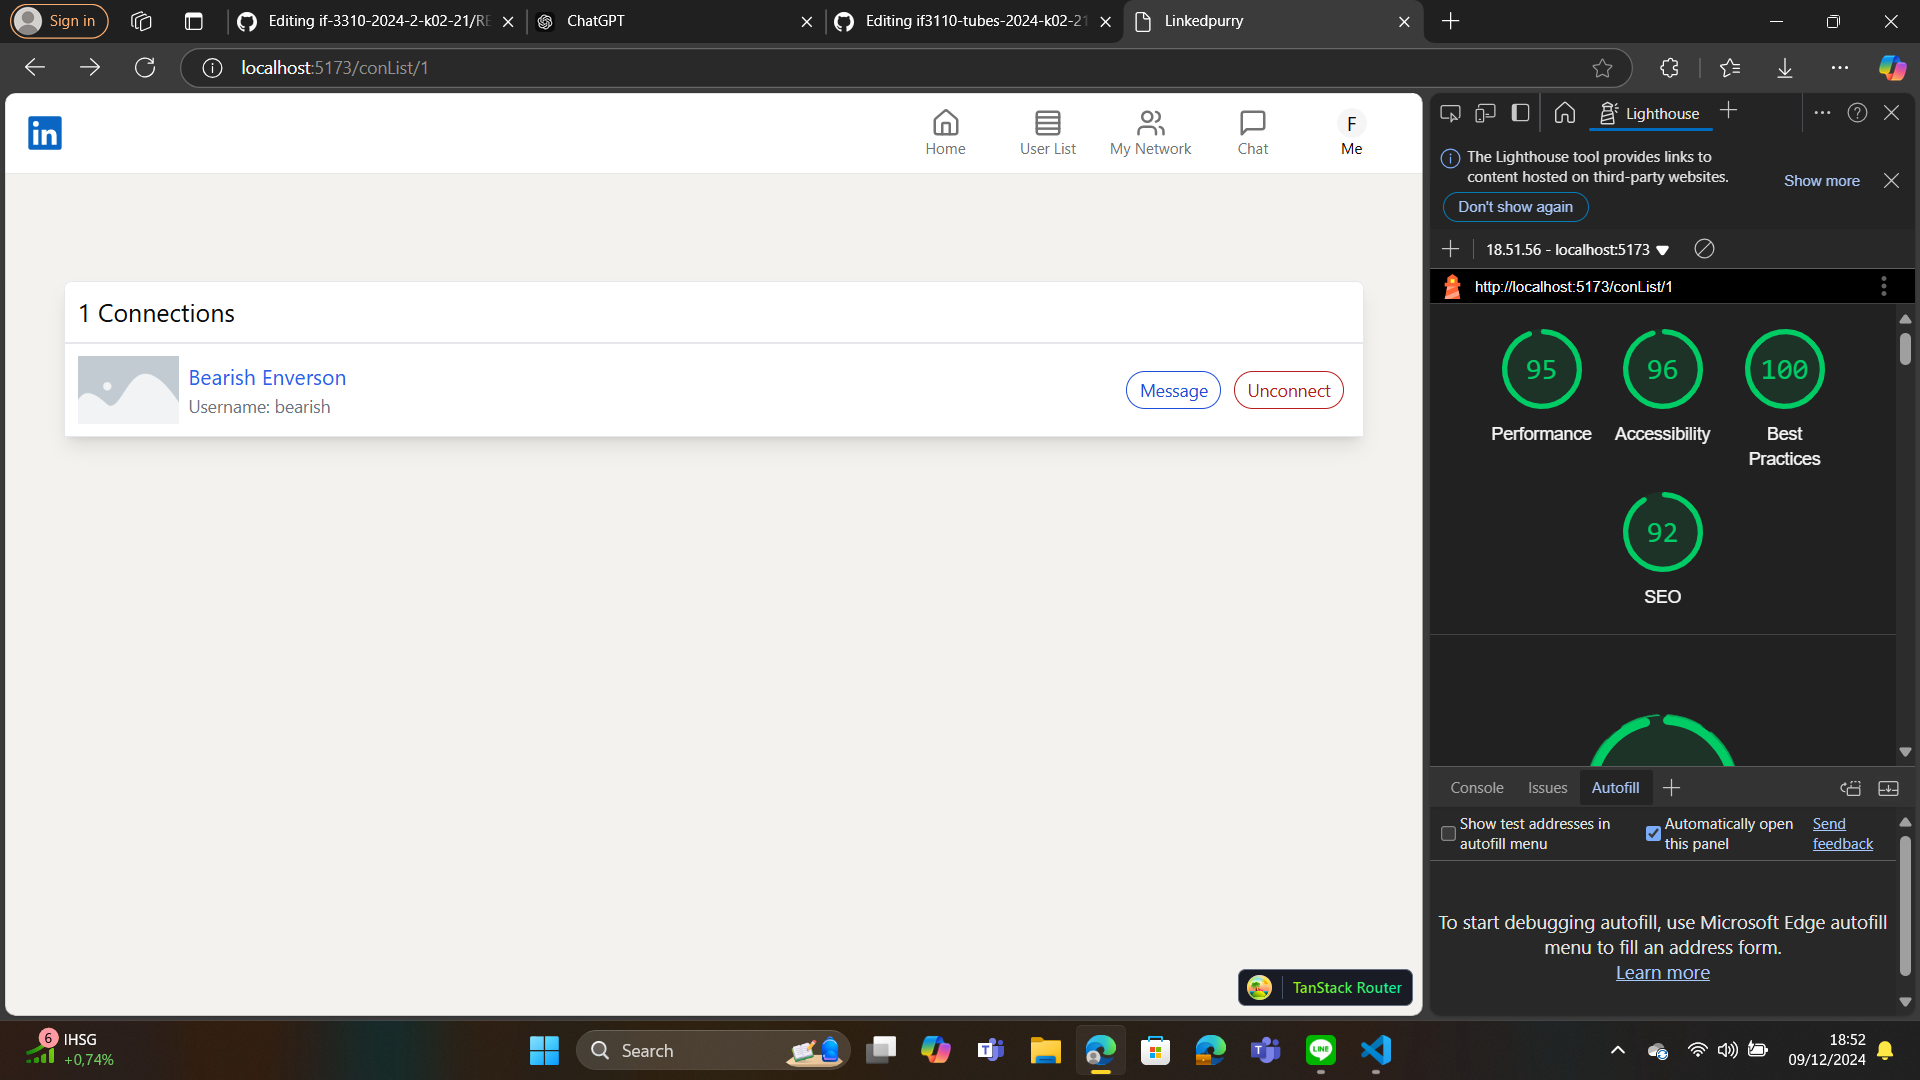 Sign in
Editing if-3310-2024-2-k02-21/RE
ChatGPT
Editing if3110-tubes-2024-k02-21
Linkedpurry
localhost:5173/conList/1
in
Home
User List
My Network
Chat
F
Me
1 Connections
Bearish Enverson
Username: bearish
Message
Unconnect
TanStack Router
Lighthouse
The Lighthouse tool provides links to
content hosted on third-party websites.
Show more
Don't show again
18.51.56 - localhost:5173
http://localhost:5173/conList/1
95
96
100
Performance
Accessibility
Best
Practices
92
SEO
Console
Issues
Autofill
Show test addresses in
autofill menu
Automatically open
this panel
Send
feedback
To start debugging autofill, use Microsoft Edge autofill
menu to fill an address form.
Learn more
6
IHSG
+0,74%
Search
LINE
18:52
09/12/2024